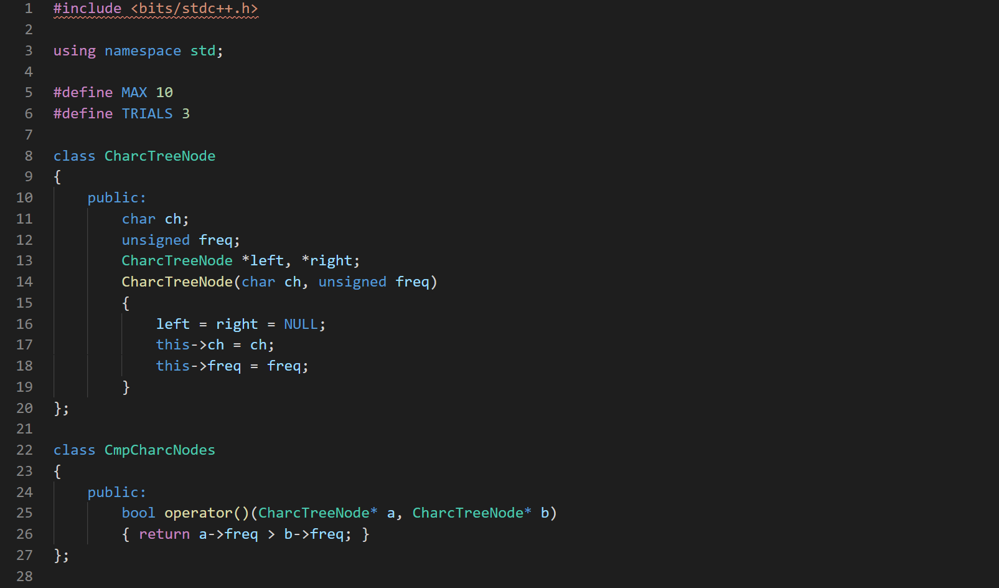 1 #include <bits/stdc++.h>
2
3 using namespace std;
4
5 #define MAX 10
6 #define TRIALS 3
7
8 class CharcTreeNode
9 {
10     public:
11         char ch;
12         unsigned freq;
13         CharcTreeNode *left, *right;
14         CharcTreeNode(char ch, unsigned freq)
15         {
16             left = right = NULL;
17             this->ch = ch;
18             this->freq = freq;
19         }
20 };
21
22 class CmpCharcNodes
23 {
24     public:
25         bool operator()(CharcTreeNode* a, CharcTreeNode* b)
26         { return a->freq > b->freq; }
27 };
28